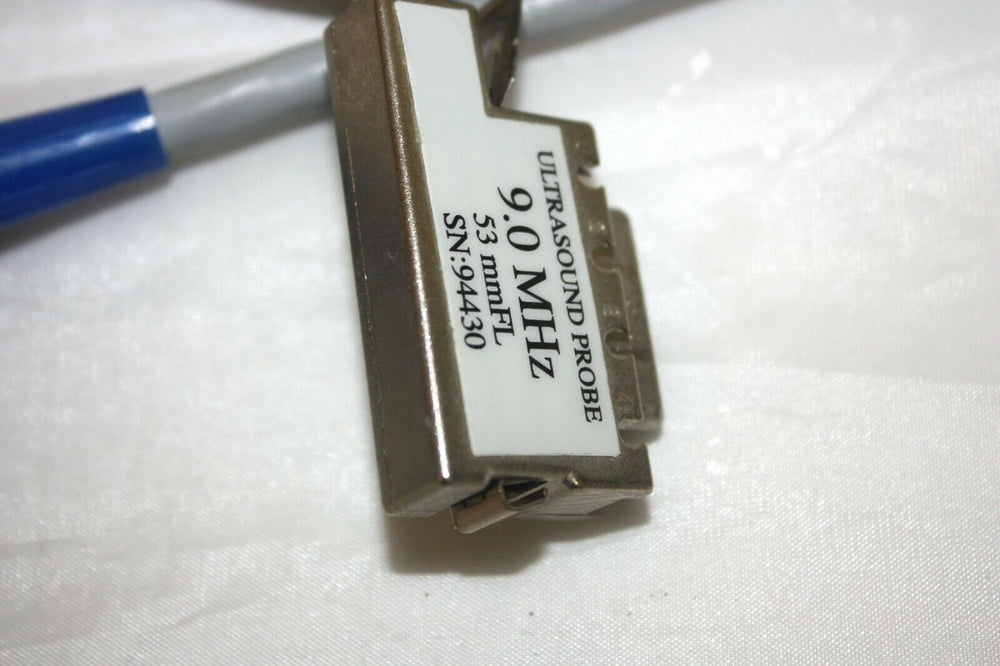 ULTRASOUND PROBE
9.0 MHz
53 mmFL
SN:94430